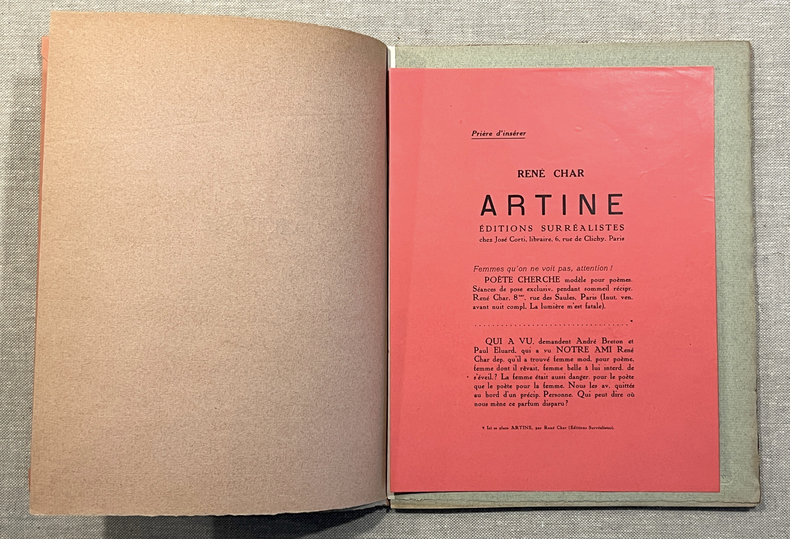 Prière d'insérer
RENÉ CHAR
ARTINE
ÉDITIONS SURRÉALISTES
chez José Corti, libraire, 6, rue de Clichy, Paris
Femmes qu'on ne voit pas, attention !
POÈTE CHERCHE modèle pour poèmes.
Séances de pose exclusiv. pendant sommeil récipr.
René Char, 8ter, rue des Saules, Paris (Inut. ven.
avant nuit compl. La lumière m'est fatale).
*
QUI A VU, demandent André Breton et
Paul Eluard, qui a vu NOTRE AMI René
Char dep. qu'il a trouvé femme mod. pour poème,
femme dont il rêvait, femme belle à lui interd. de
s'éveil.? La femme était aussi danger. pour le poète
que le poète pour la femme. Nous les av. quittés
au bord d'un précip. Personne. Qui peut dire où
nous mène ce parfum disparu?
* Ici se place ARTINE, par René Char (Editions Surréalistes).